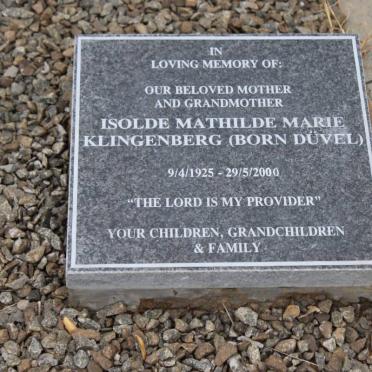 IN
LOVING MEMORY OF:
OUR BELOVED MOTHER
AND GRANDMOTHER
ISOLDE MATHILDE MARIE
KLINGENBERG (BORN DÜVEL)
9/4/1925 - 29/5/2000
"THE LORD IS MY PROVIDER"
YOUR CHILDREN, GRANDCHILDREN
& FAMILY